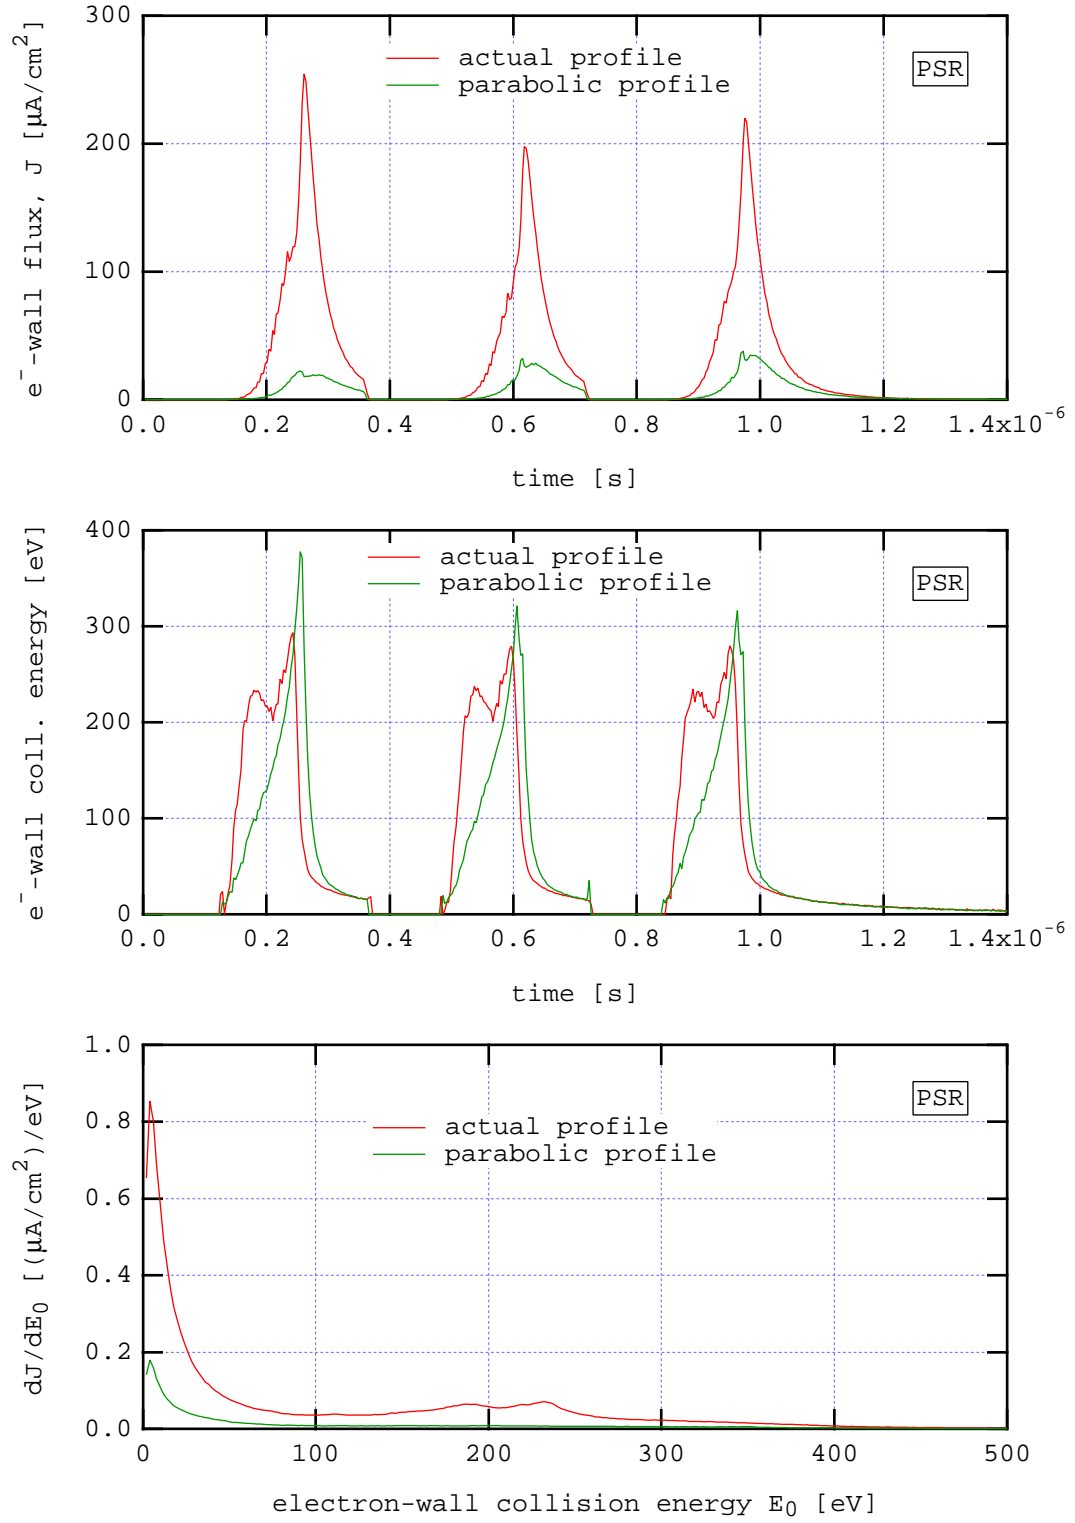 300
200
100
0
e⁻-wall flux, J [µA/cm²]
actual profile
parabolic profile
PSR
0.0 0.2 0.4 0.6 0.8 1.0 1.2 1.4x10⁻⁶
time [s]
400
300
200
100
0
e⁻-wall coll. energy [eV]
actual profile
parabolic profile
PSR
0.0 0.2 0.4 0.6 0.8 1.0 1.2 1.4x10⁻⁶
time [s]
1.0
0.8
0.6
0.4
0.2
0.0
dJ/dE₀ [(µA/cm²)/eV]
actual profile
parabolic profile
PSR
0 100 200 300 400 500
electron-wall collision energy E₀ [eV]